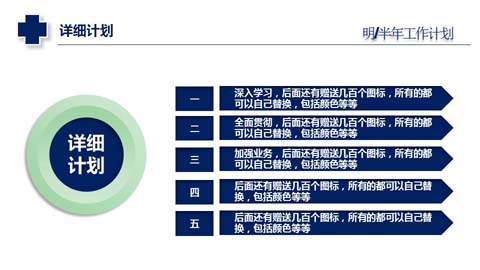 详细计划
明/半年工作计划
详细
计划
一
深入学习，后面还有赠送几百个图标，所有的都
可以自己替换，包括颜色等等
二
全面贯彻，后面还有赠送几百个图标，所有的都
可以自己替换，包括颜色等等
三
加强业务，后面还有赠送几百个图标，所有的都
可以自己替换，包括颜色等等
四
后面还有赠送几百个图标，所有的都可以自己替
换，包括颜色等等
五
后面还有赠送几百个图标，所有的都可以自己替
换，包括颜色等等